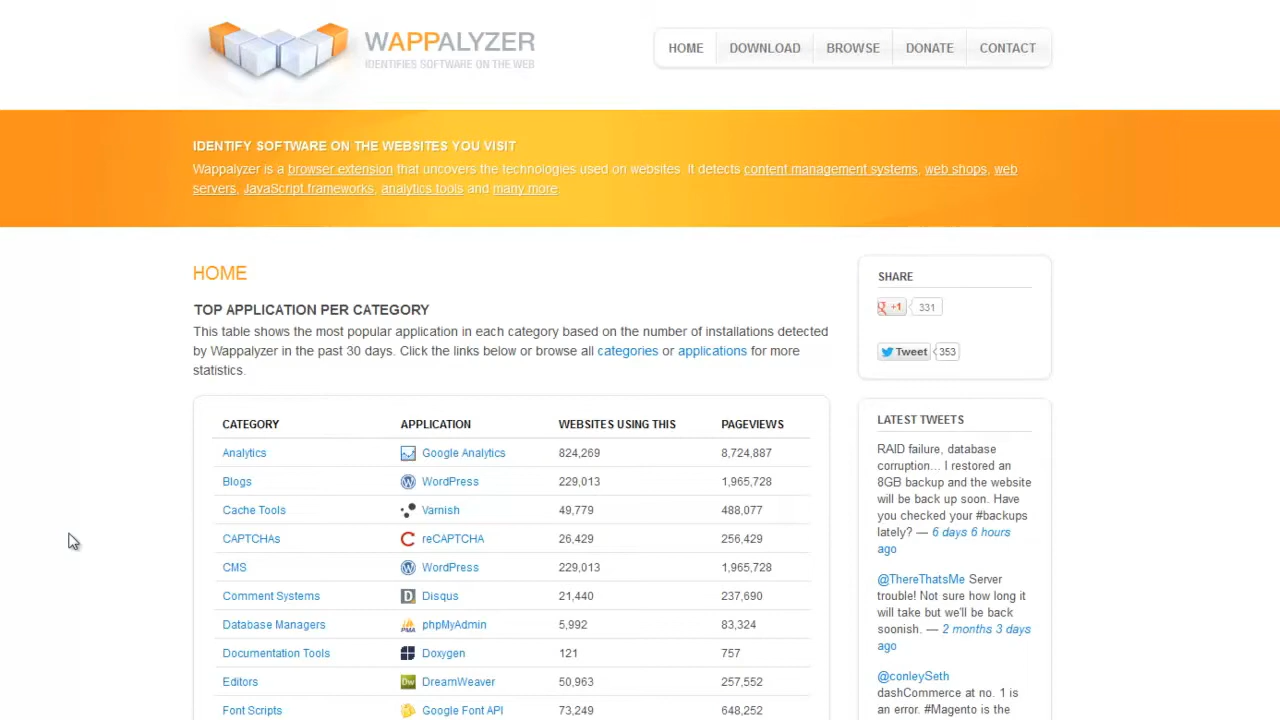 WAPPALYZER
IDENTIFIES SOFTWARE ON THE WEB
HOME DOWNLOAD BROWSE DONATE CONTACT
IDENTIFY SOFTWARE ON THE WEBSITES YOU VISIT
Wappalyzer is a browser extension that uncovers the technologies used on websites. It detects content management systems, web shops, web
servers, JavaScript frameworks, analytics tools and many more.
HOME
TOP APPLICATION PER CATEGORY
This table shows the most popular application in each category based on the number of installations detected
by Wappalyzer in the past 30 days. Click the links below or browse all categories or applications for more
statistics.
CATEGORY APPLICATION WEBSITES USING THIS PAGEVIEWS
Analytics Google Analytics 824,269 8,724,887
Blogs WordPress 229,013 1,965,728
Cache Tools Varnish 49,779 488,077
CAPTCHAs reCAPTCHA 26,429 256,429
CMS WordPress 229,013 1,965,728
Comment Systems Disqus 21,440 237,690
Database Managers phpMyAdmin 5,992 83,324
Documentation Tools Doxygen 121 757
Editors DreamWeaver 50,963 257,552
Font Scripts Google Font API 73,249 648,252
SHARE
+1 331
Tweet 353
LATEST TWEETS
RAID failure, database
corruption... I restored an
8GB backup and the website
will be back up soon. Have
you checked your #backups
lately? — 6 days 6 hours
ago
@ThereThatsMe Server
trouble! Not sure how long it
will take but we'll be back
soonish. — 2 months 3 days
ago
@conleySeth
dashCommerce at no. 1 is
an error. #Magento is the